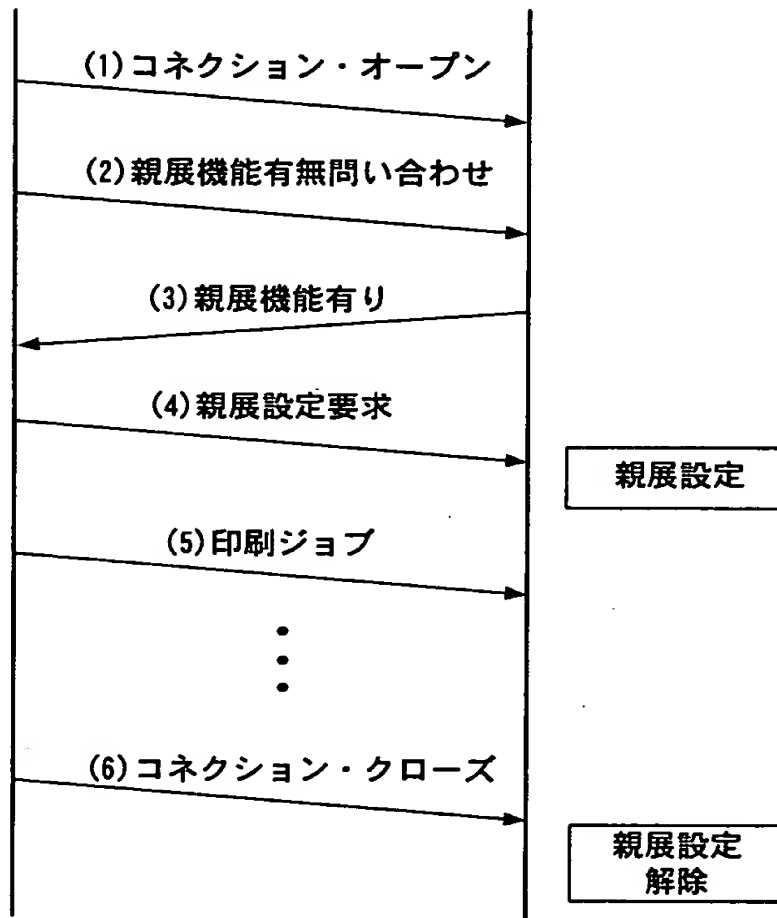 (1)コネクション・オープン
(2)親展機能有無問い合わせ
(3)親展機能有り
(4)親展設定要求
親展設定
(5)印刷ジョブ
(6)コネクション・クローズ
親展設定
解除